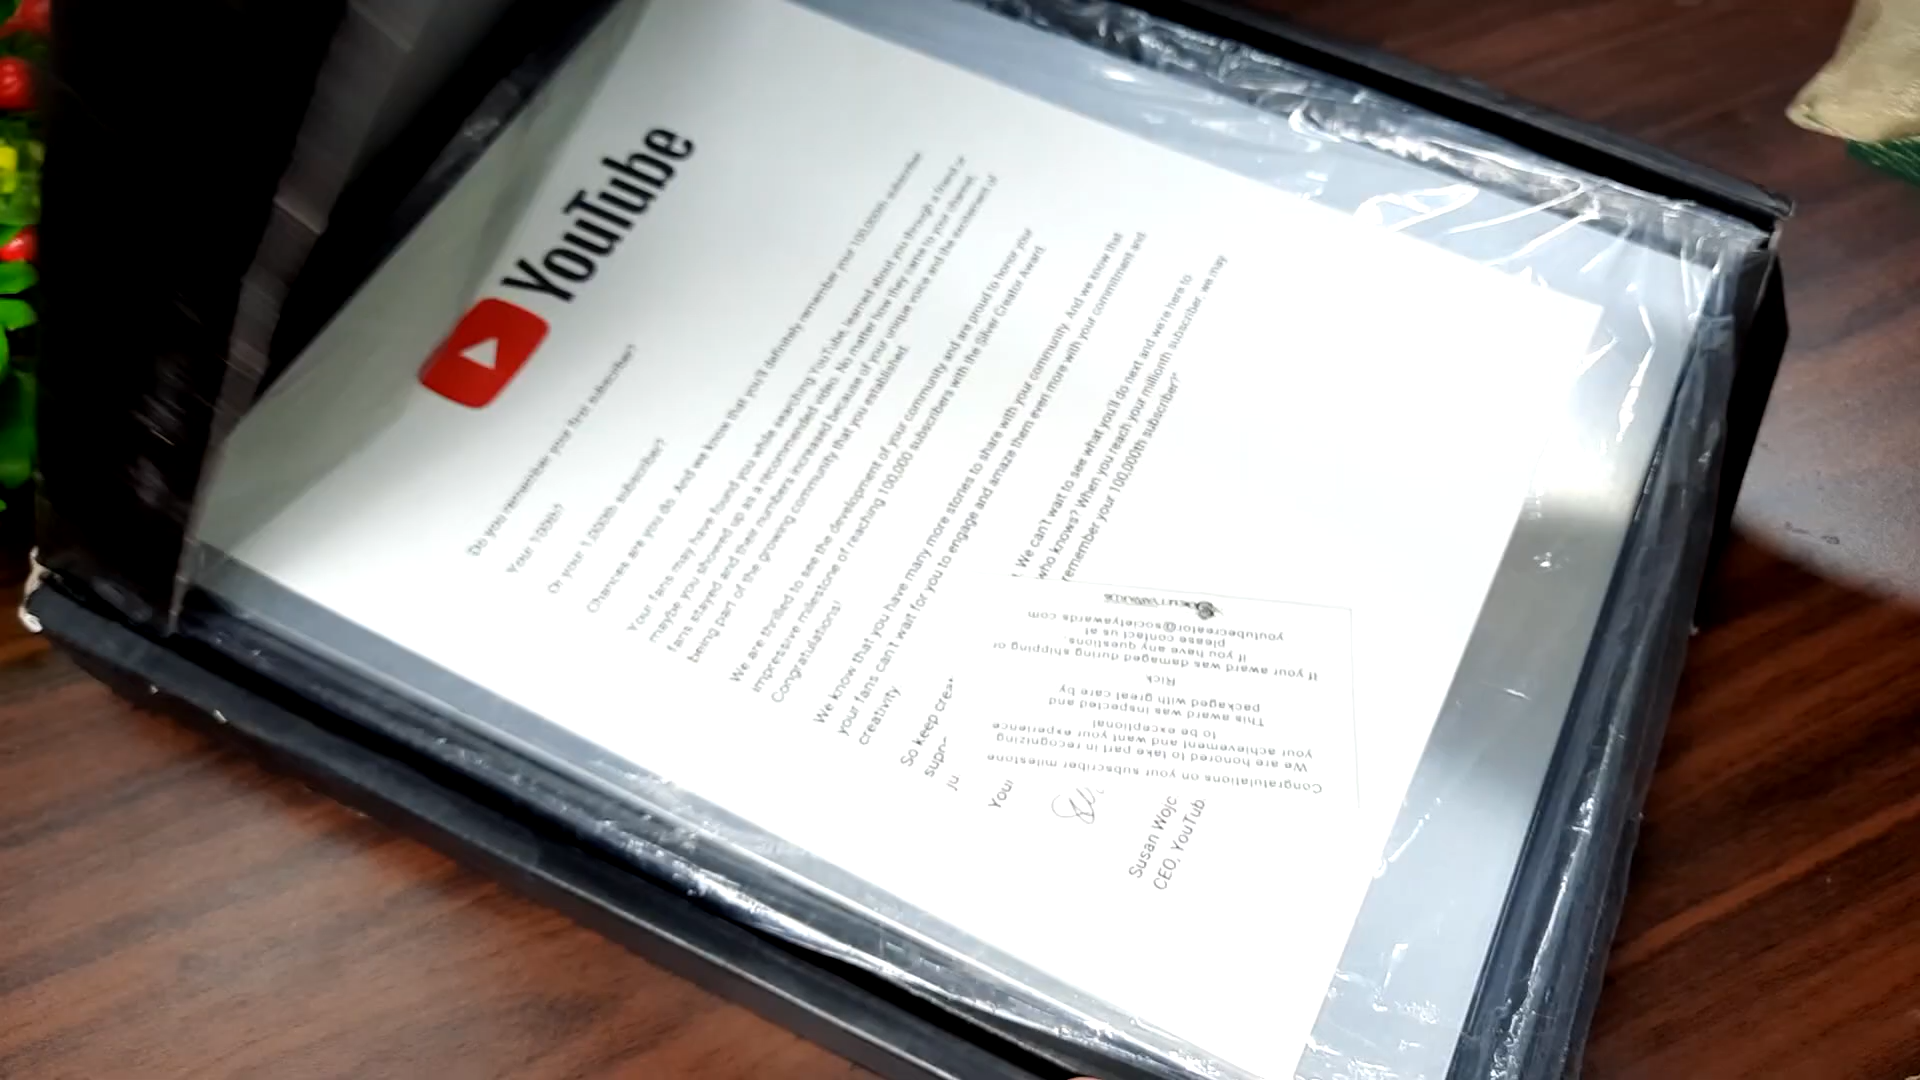 YouTube
Do you remember your first subscriber?
Your 100th?
Or your 1,000th subscriber?
Chances are you do. And we know that you'll definitely remember your 100,000th subscriber.
Your fans may have found you while searching YouTube, learned about you through a friend or
maybe you showed up as a recommended video. No matter how they came to your channel,
fans stayed and their numbers increased because of your unique voice and the excitement of
being part of the growing community that you established.
We are thrilled to see the development of your community and are proud to honor your
impressive milestone of reaching 100,000 subscribers with the Silver Creator Award.
Congratulations!
We know that you have many more stories to share with your community. And we know that
your fans can't wait for you to engage and amaze them even more with your commitment and
creativity
So keep creat
We can't wait to see what you'll do next and we're here to
who knows? When you reach your millionth subscriber, we may
remember your 100,000th subscriber?"
You
Susan Wojc
CEO, YouTub
Congratulations on your subscriber milestone
We are honored to take part in recognizing
your achievement and want your experience
to be exceptional
This award was inspected and
packaged with great care by
Rick
If your award was damaged during shipping or
if you have any questions,
please contact us at
youtubecreator@societyawards.com